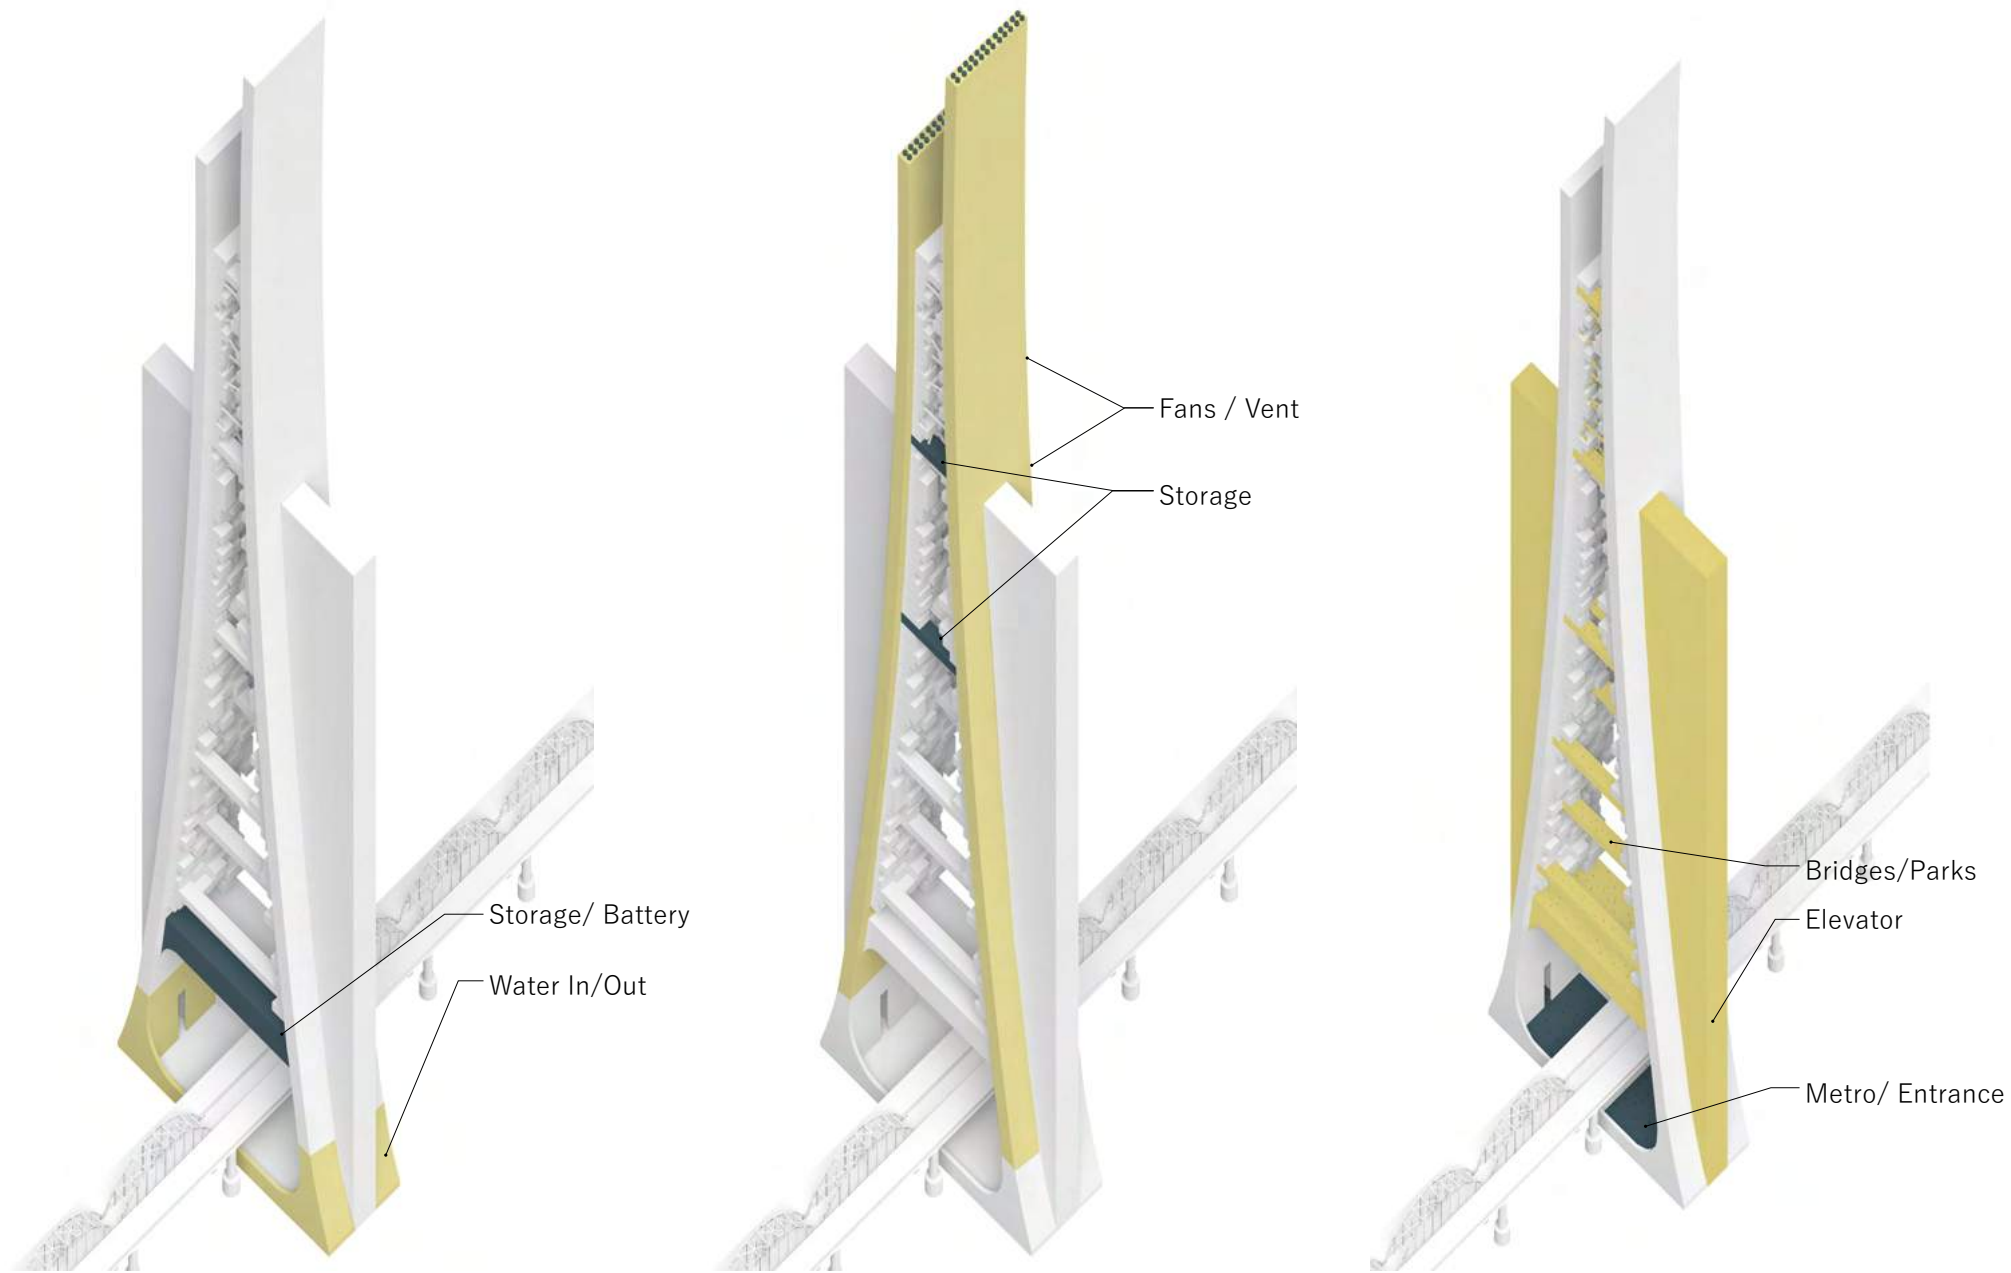 Fans / Vent
Storage
Storage/ Battery
Water In/Out
Bridges/Parks
Elevator
Metro/ Entrance